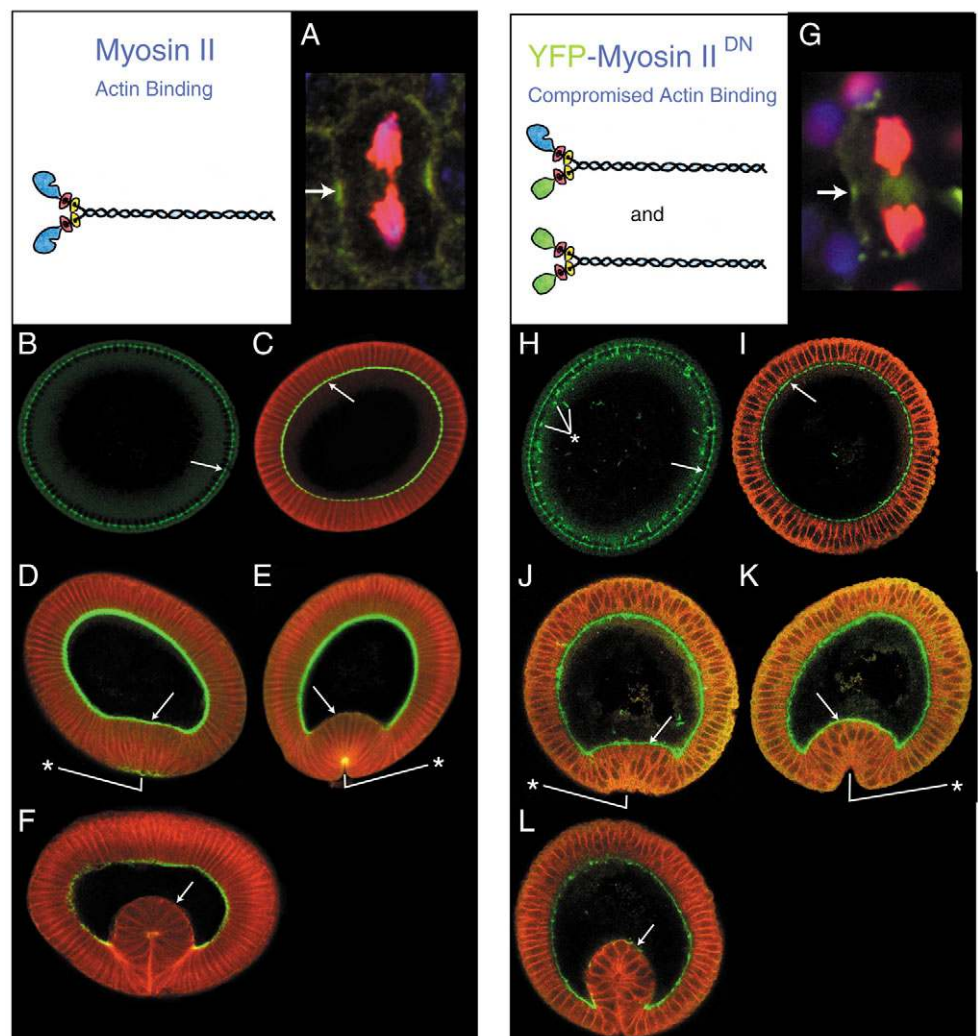 Myosin II
Actin Binding
A
YFP-Myosin II DN
Compromised Actin Binding
and
G
B
C
H
*
I
D
*
E
*
J
*
K
*
F
L